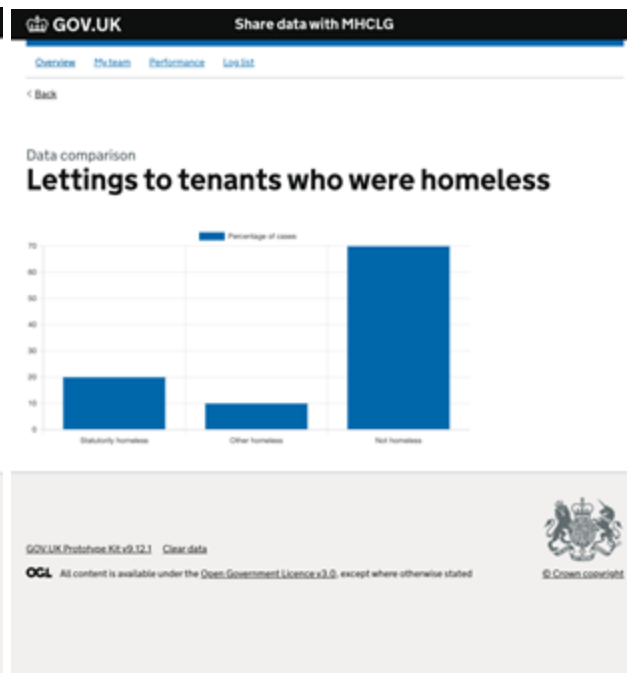 GOV.UK Share data with MHCLG
Overview My team Performance Log list
< Back
Data comparison
Lettings to tenants who were homeless
Percentage of cases
70
60
50
40
30
20
10
0
Statutorily homeless Other homeless Not homeless
GOV.UK Prototype Kit v9.12.1 Clear data
OGL All content is available under the Open Government Licence v3.0, except where otherwise stated
© Crown copyright